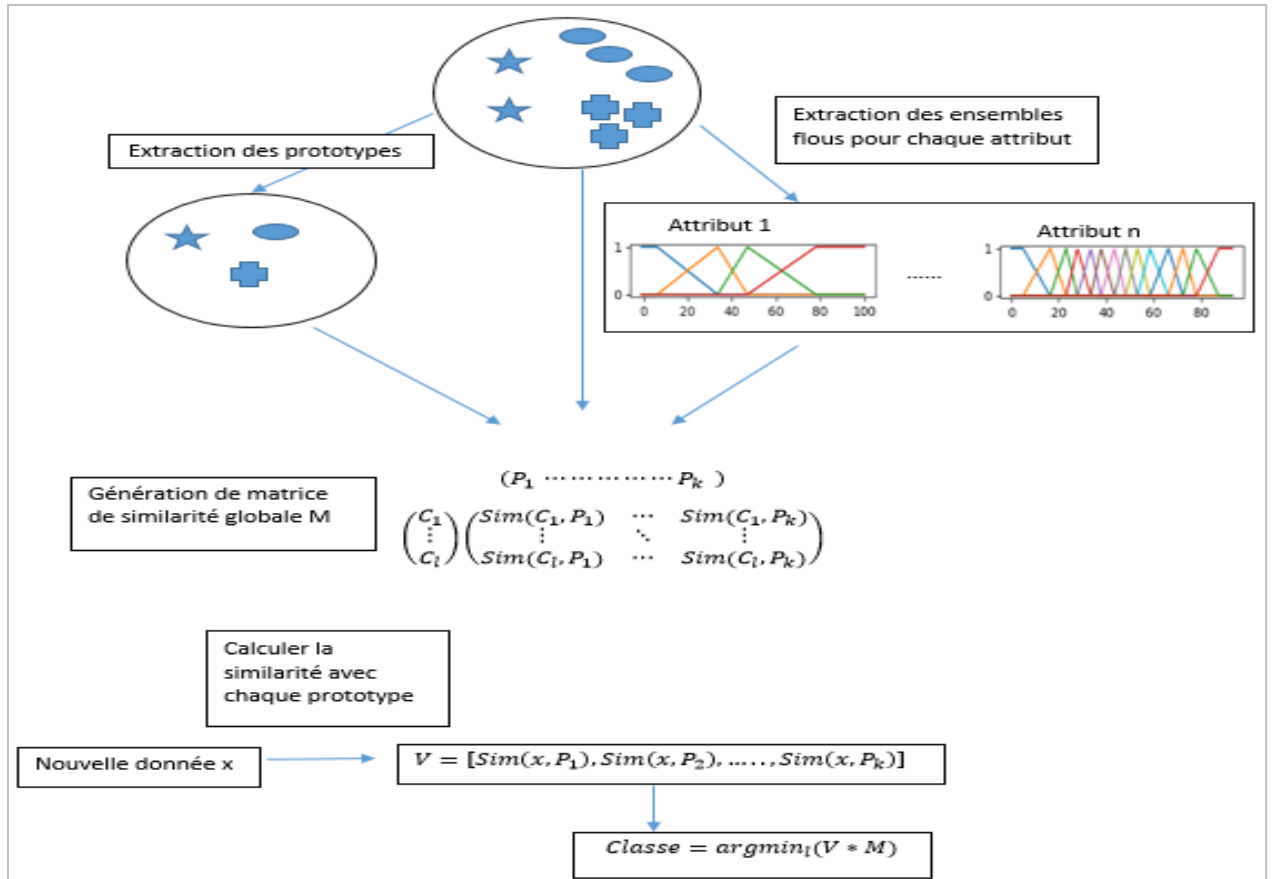 Extraction des prototypes
Extraction des ensembles
flous pour chaque attribut
Attribut 1
1
0
0 20 40 60 80 100
......
Attribut n
1
0
0 20 40 60 80
Génération de matrice
de similarité globale M
(P₁ ⋯⋯⋯⋯⋯ Pₖ )
C₁ Sim(C₁, P₁) ⋯ Sim(C₁, Pₖ)
⋮ ⋮ ⋱ ⋮
Cₗ Sim(Cₗ, P₁) ⋯ Sim(Cₗ, Pₖ)
Calculer la
similarité avec
chaque prototype
Nouvelle donnée x
V = [Sim(x, P₁), Sim(x, P₂), ....., Sim(x, Pₖ)]
Classe = argminₗ(V * M)